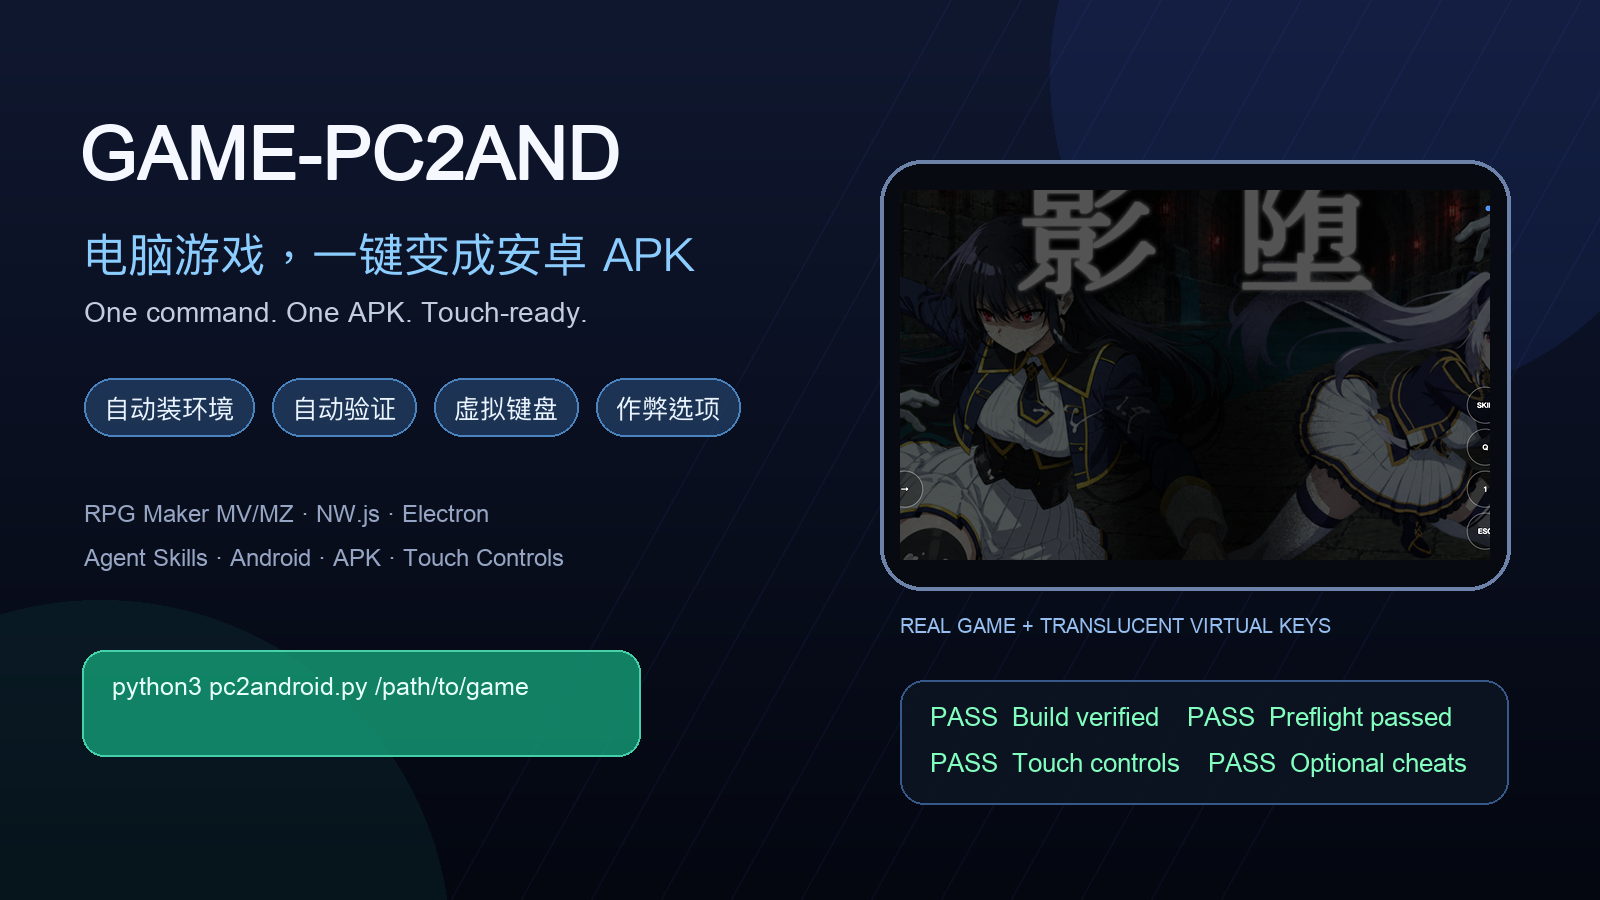 GAME-PC2AND
电脑游戏，一键变成安卓 APK
One command. One APK. Touch-ready.
自动装环境 自动验证 虚拟键盘 作弊选项
RPG Maker MV/MZ · NW.js · Electron
Agent Skills · Android · APK · Touch Controls
python3 pc2android.py /path/to/game
影 堕
SKI
Q
→
1
ESC
REAL GAME + TRANSLUCENT VIRTUAL KEYS
PASS Build verified PASS Preflight passed
PASS Touch controls PASS Optional cheats